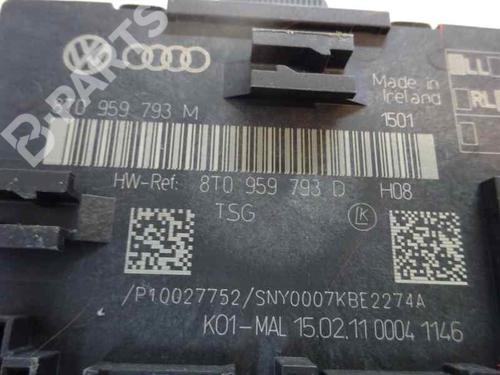 B-PARTS
8T0 959 793 M
Made in
Ireland
1501
HW-Ref: 8T0 959 793 D H08
TSG
LK
/P10027752/SNY0007KBE2274A
K01-MAL 15.02.11 0004 1146